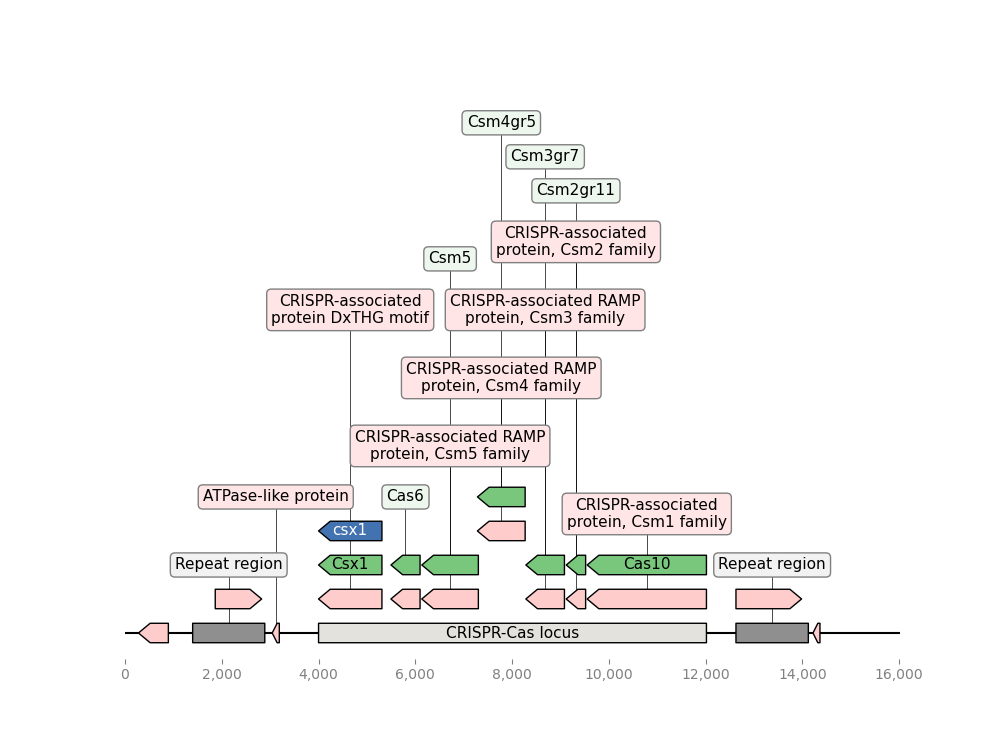 Csm4gr5
Csm3gr7
Csm2gr11
CRISPR-associated
protein, Csm2 family
Csm5
CRISPR-associated
protein DxTHG motif
CRISPR-associated RAMP
protein, Csm3 family
CRISPR-associated RAMP
protein, Csm4 family
CRISPR-associated RAMP
protein, Csm5 family
ATPase-like protein
Cas6
CRISPR-associated
protein, Csm1 family
csx1
Repeat region
Csx1
Cas10
Repeat region
CRISPR-Cas locus
0
2,000
4,000
6,000
8,000
10,000
12,000
14,000
16,000